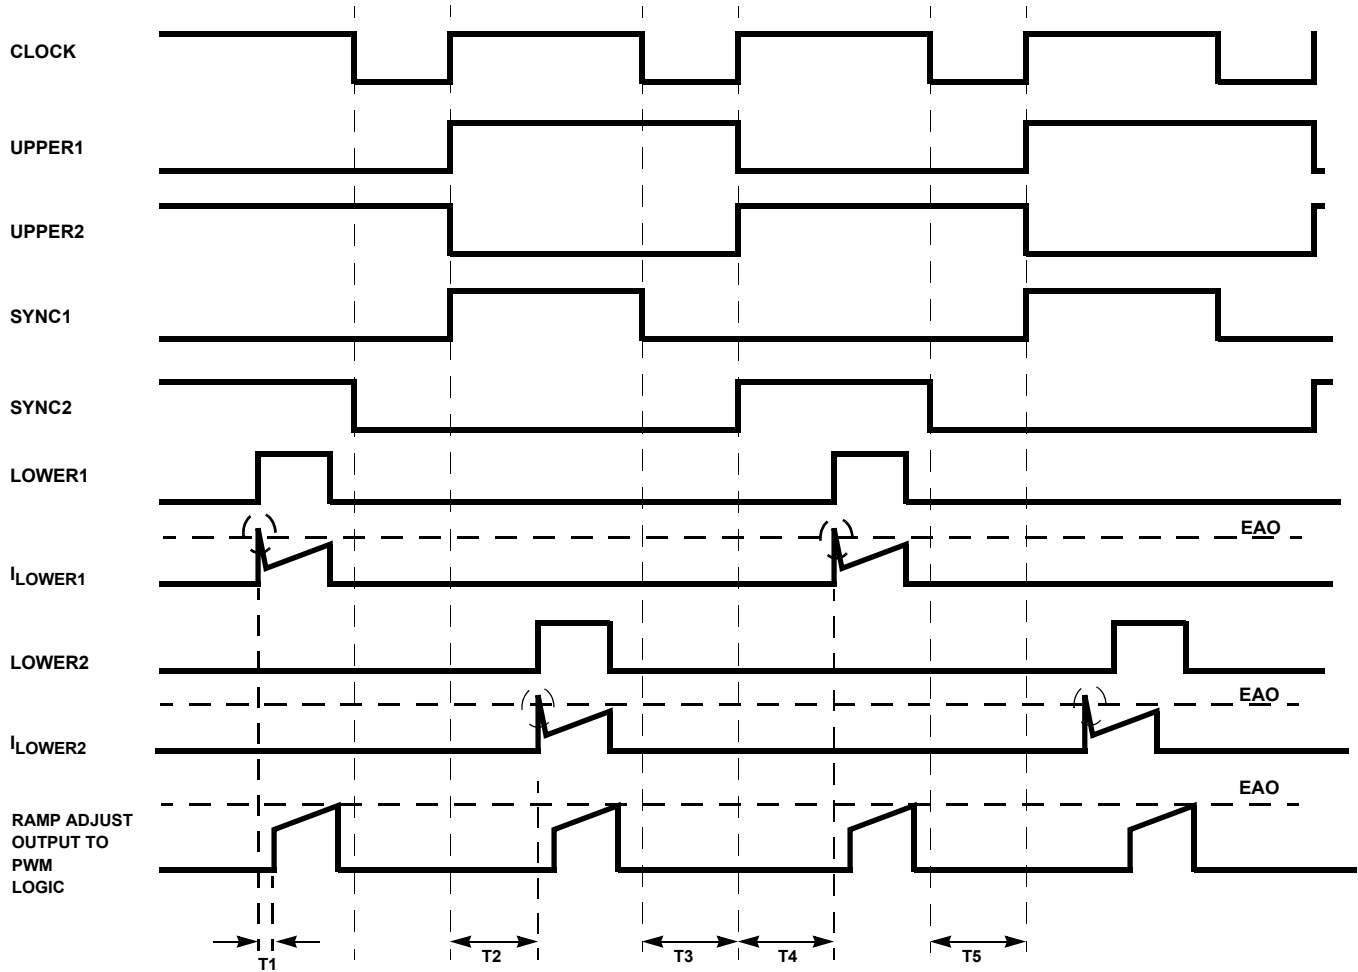 CLOCK
UPPER1
UPPER2
SYNC1
SYNC2
LOWER1
EAO
ILOWER1
LOWER2
EAO
ILOWER2
EAO
RAMP ADJUST
OUTPUT TO
PWM
LOGIC
T1
T2
T3
T4
T5